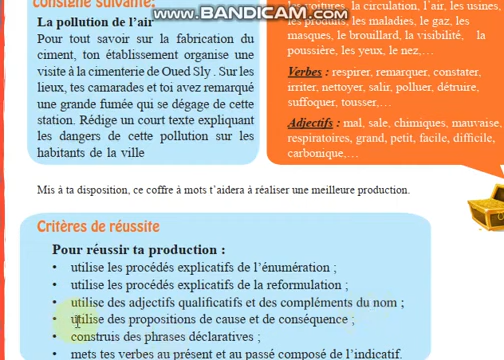 consigne suivante:
www.BANDICAM.com
La pollution de l'air
Pour tout savoir sur la fabrication du
ciment, ton établissement organise une
visite à la cimenterie de Oued Sly. Sur les
lieux, tes camarades et toi avez remarqué
une grande fumée qui se dégage de cette
station. Rédige un court texte expliquant
les dangers de cette pollution sur les
habitants de la ville
les voitures, la circulation, l'air, les usines,
les produits, les maladies, le gaz, les
masques, le brouillard, la visibilité, la
poussière, les yeux, le nez,…
Verbes : respirer, remarquer, constater,
irriter, nettoyer, salir, polluer, détruire,
suffoquer, tousser,…
Adjectifs : mal, sale, chimiques, mauvaise,
respiratoires, grand, petit, facile, difficile,
carbonique,…
Mis à ta disposition, ce coffre à mots t'aidera à réaliser une meilleure production.
Critères de réussite
Pour réussir ta production :
• utilise les procédés explicatifs de l'énumération ;
• utilise les procédés explicatifs de la reformulation ;
• utilise des adjectifs qualificatifs et des compléments du nom ;
• utilise des propositions de cause et de conséquence ;
• construis des phrases déclaratives ;
• mets tes verbes au présent et au passé composé de l'indicatif.